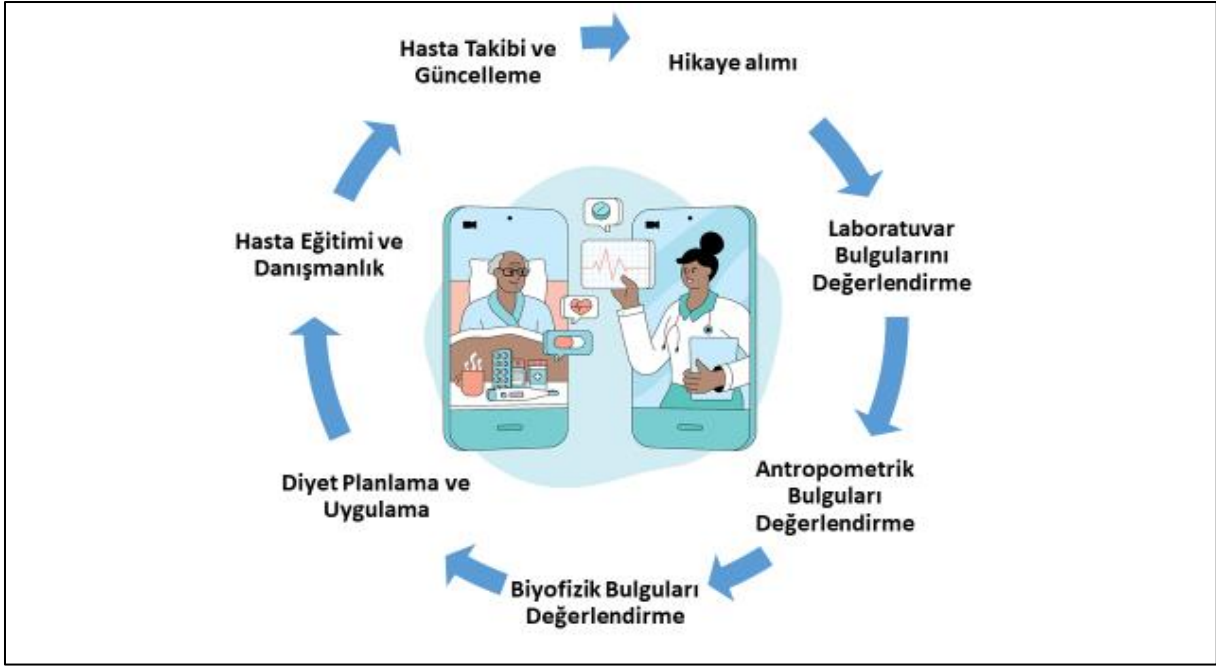 Hasta Takibi ve
Güncelleme
Hikaye alımı
Laboratuvar
Bulgularını
Değerlendirme
Antropometrik
Bulguları
Değerlendirme
Biyofizik Bulguları
Değerlendirme
Diyet Planlama ve
Uygulama
Hasta Eğitimi ve
Danışmanlık